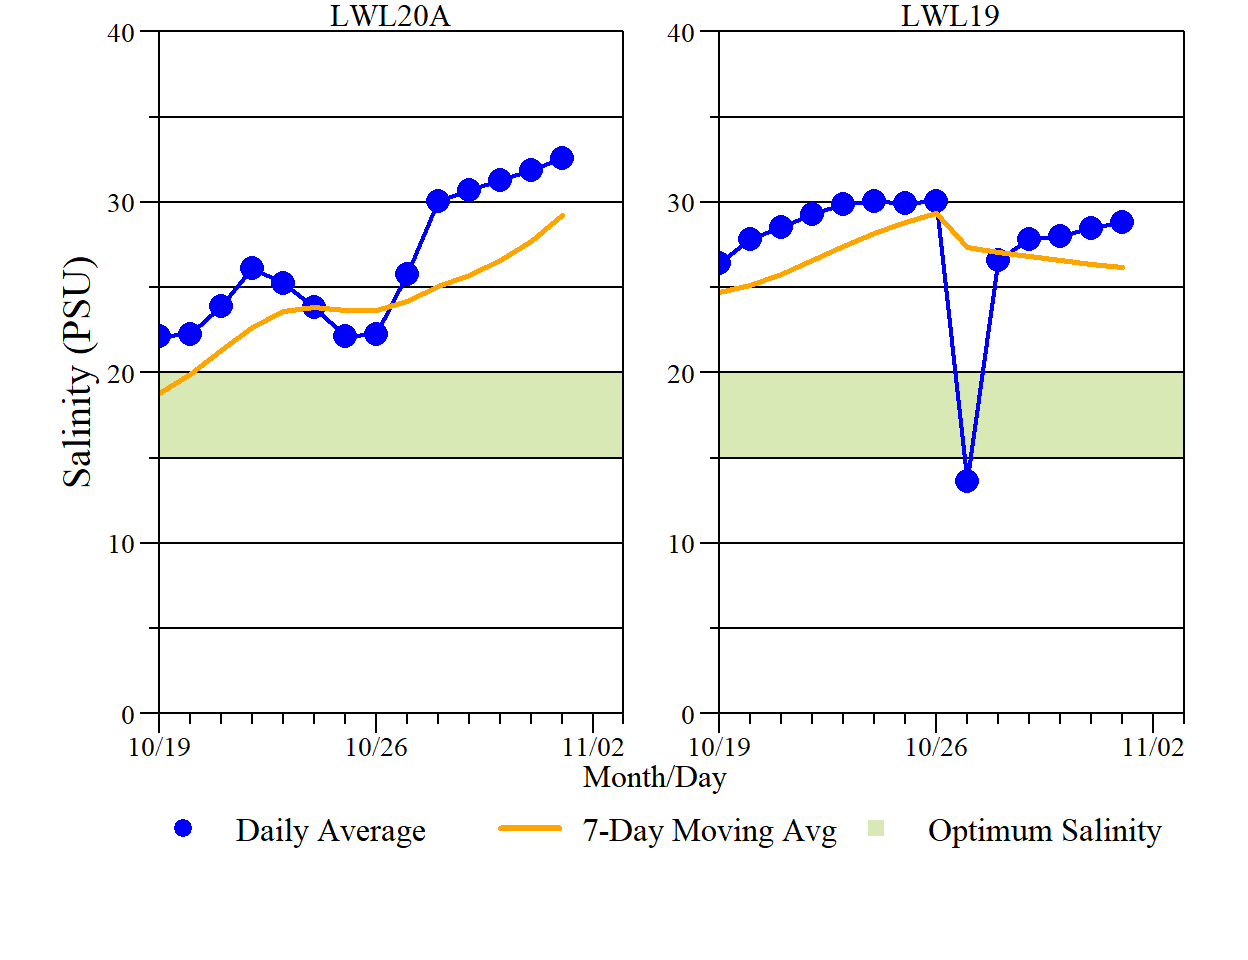 LWL20A LWL19
40 40
30 30
20 20
10 10
0 0
Salinity (PSU)
10/19 10/26 11/02 10/19 10/26 11/02
Month/Day
Daily Average 7-Day Moving Avg Optimum Salinity